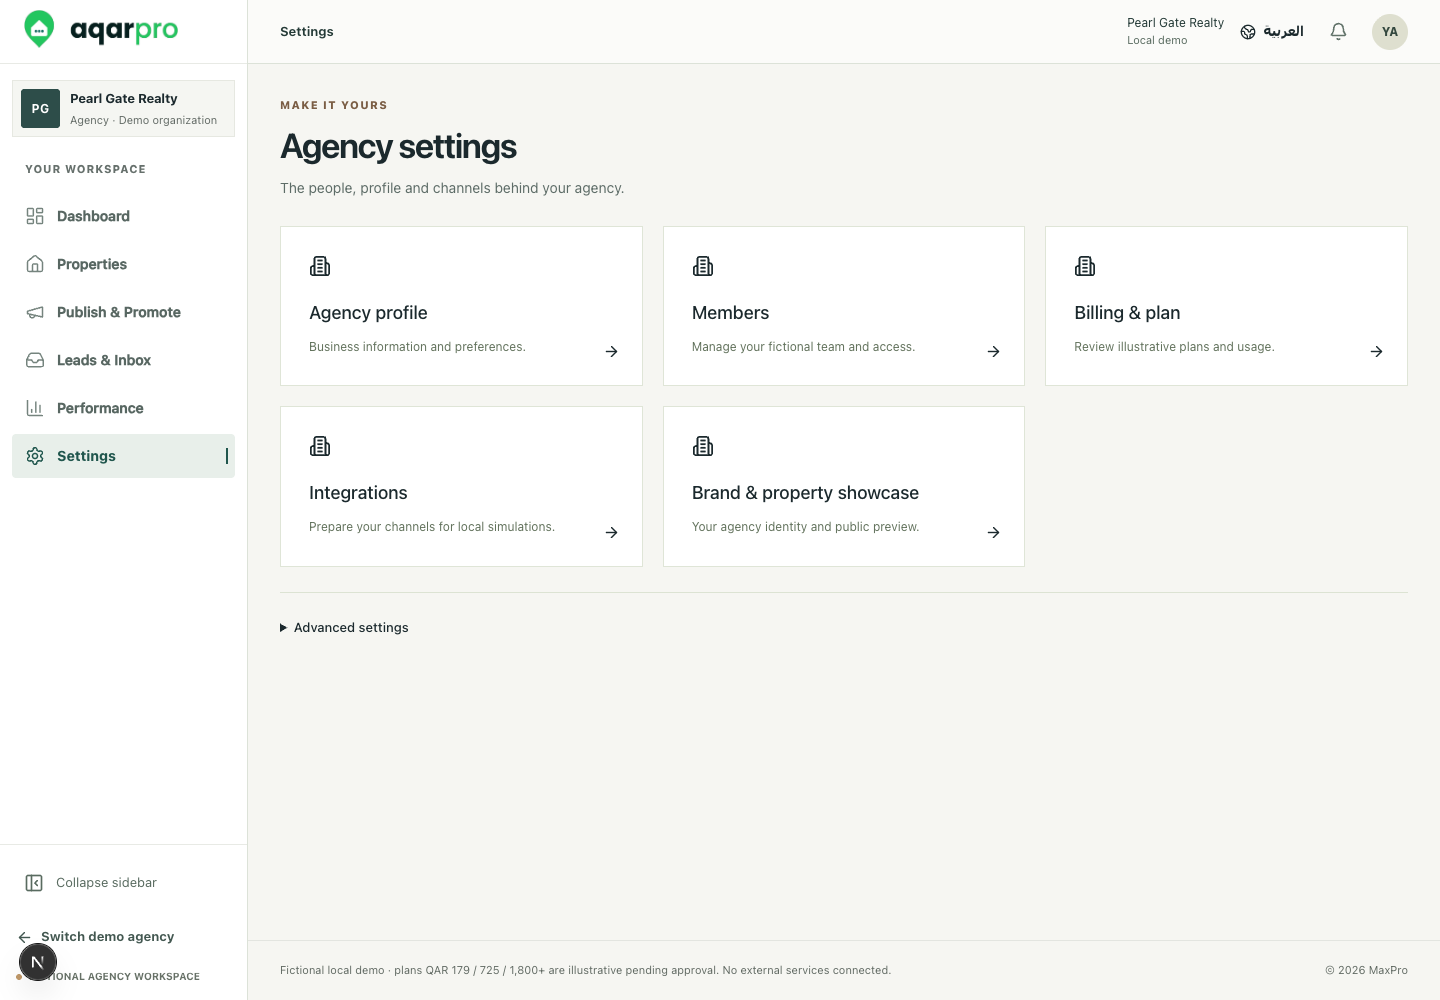 aqarpro
PG
Pearl Gate Realty
Agency · Demo organization
YOUR WORKSPACE
Dashboard
Properties
Publish & Promote
Leads & Inbox
Performance
Settings
Collapse sidebar
Switch demo agency
N
AGENCY WORKSPACE
Settings
Pearl Gate Realty
Local demo
العربية
YA
MAKE IT YOURS
Agency settings
The people, profile and channels behind your agency.
Agency profile
Business information and preferences.
Members
Manage your fictional team and access.
Billing & plan
Review illustrative plans and usage.
Integrations
Prepare your channels for local simulations.
Brand & property showcase
Your agency identity and public preview.
Advanced settings
Fictional local demo · plans QAR 179 / 725 / 1,800+ are illustrative pending approval. No external services connected.
© 2026 MaxPro